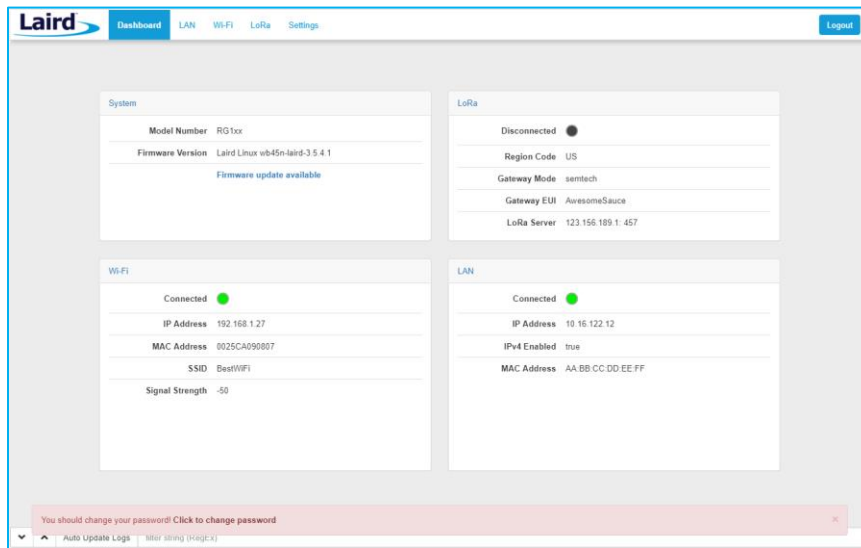 Laird
Dashboard LAN Wi-Fi LoRa Settings Logout
System
Model Number RG1xx
Firmware Version Laird Linux wb45n-laird-3.5.4.1
Firmware update available
LoRa
Disconnected
Region Code US
Gateway Mode semtech
Gateway EUI AwesomeSauce
LoRa Server 123.156.189.1: 457
Wi-Fi
Connected
IP Address 192.168.1.27
MAC Address 0025CA090807
SSID BestWiFi
Signal Strength -50
LAN
Connected
IP Address 10.16.122.12
IPv4 Enabled true
MAC Address AA:BB:CC:DD:EE:FF
You should change your password! Click to change password ×
Auto Update Logs filter string (RegEx)